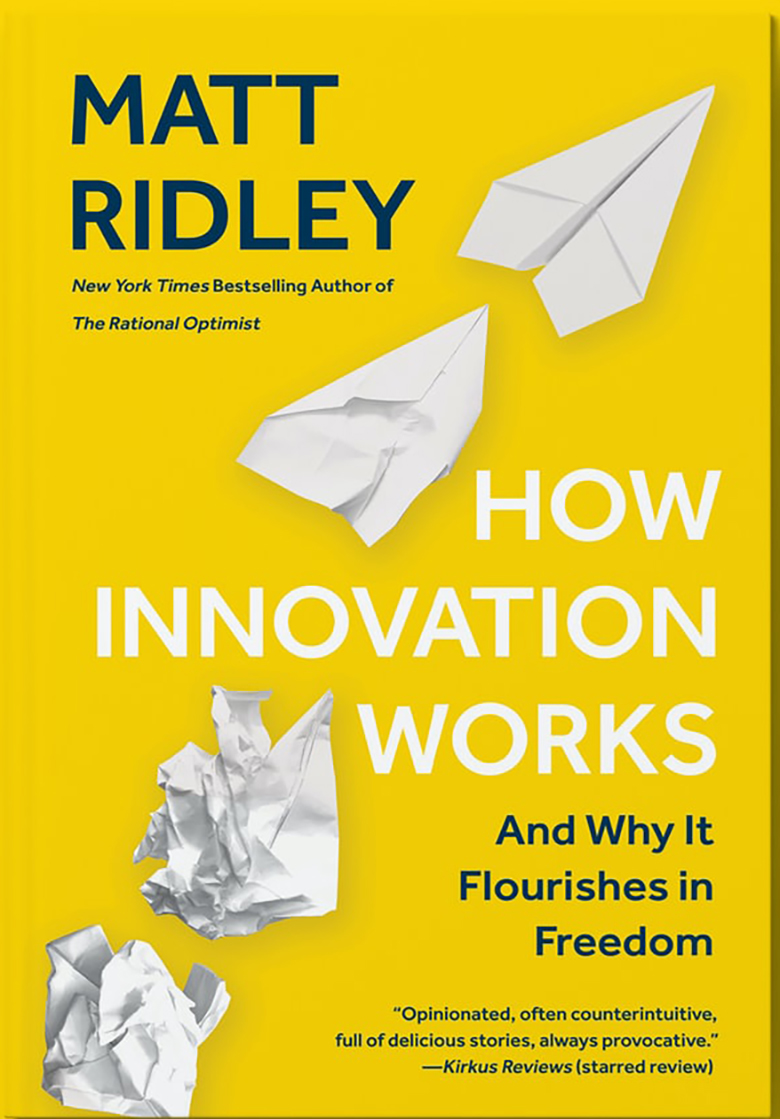 MATT
RIDLEY
New York Times Bestselling Author of
The Rational Optimist
HOW
INNOVATION
WORKS
And Why It
Flourishes in
Freedom
“Opinionated, often counterintuitive,
full of delicious stories, always provocative.”
—Kirkus Reviews (starred review)